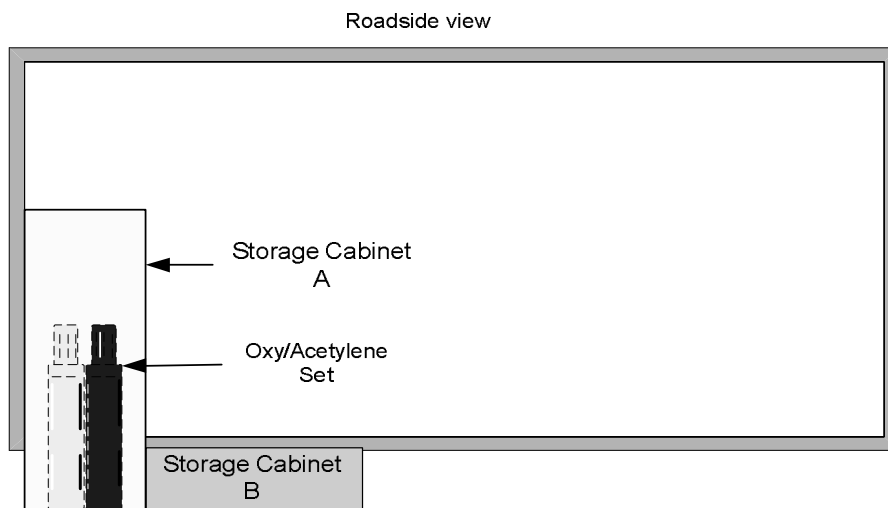 Roadside view
Storage Cabinet
A
Oxy/Acetylene
Set
Storage Cabinet
B